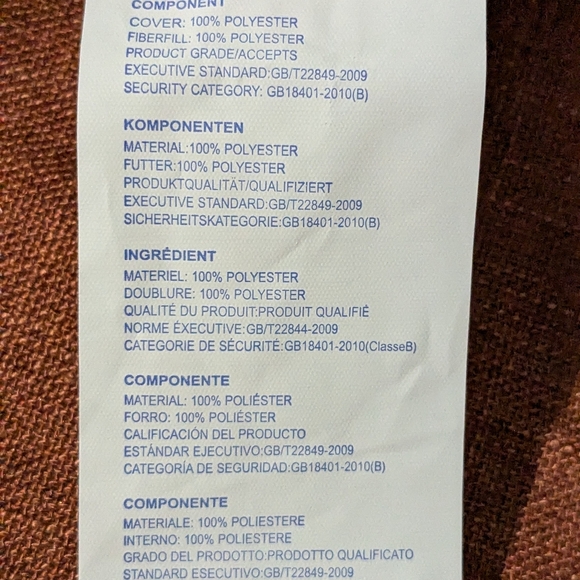 COMPONENT
COVER: 100% POLYESTER
FIBERFILL: 100% POLYESTER
PRODUCT GRADE/ACCEPTS
EXECUTIVE STANDARD:GB/T22849-2009
SECURITY CATEGORY: GB18401-2010(B)
KOMPONENTEN
MATERIAL:100% POLYESTER
FUTTER:100% POLYESTER
PRODUKTQUALITÄT/QUALIFIZIERT
EXECUTIVE STANDARD:GB/T22849-2009
SICHERHEITSKATEGORIE:GB18401-2010(B)
INGRÉDIENT
MATERIEL: 100% POLYESTER
DOUBLURE: 100% POLYESTER
QUALITÉ DU PRODUIT:PRODUIT QUALIFIÉ
NORME ÉXECUTIVE:GB/T22844-2009
CATEGORIE DE SÉCURITÉ:GB18401-2010(ClasseB)
COMPONENTE
MATERIAL: 100% POLIÉSTER
FORRO: 100% POLIÉSTER
CALIFICACIÓN DEL PRODUCTO
ESTÁNDAR EJECUTIVO:GB/T22849-2009
CATEGORÍA DE SEGURIDAD:GB18401-2010(B)
COMPONENTE
MATERIALE: 100% POLIESTERE
INTERNO: 100% POLIESTERE
GRADO DEL PRODOTTO:PRODOTTO QUALIFICATO
STANDARD ESECUTIVO:GB/T22849-2009